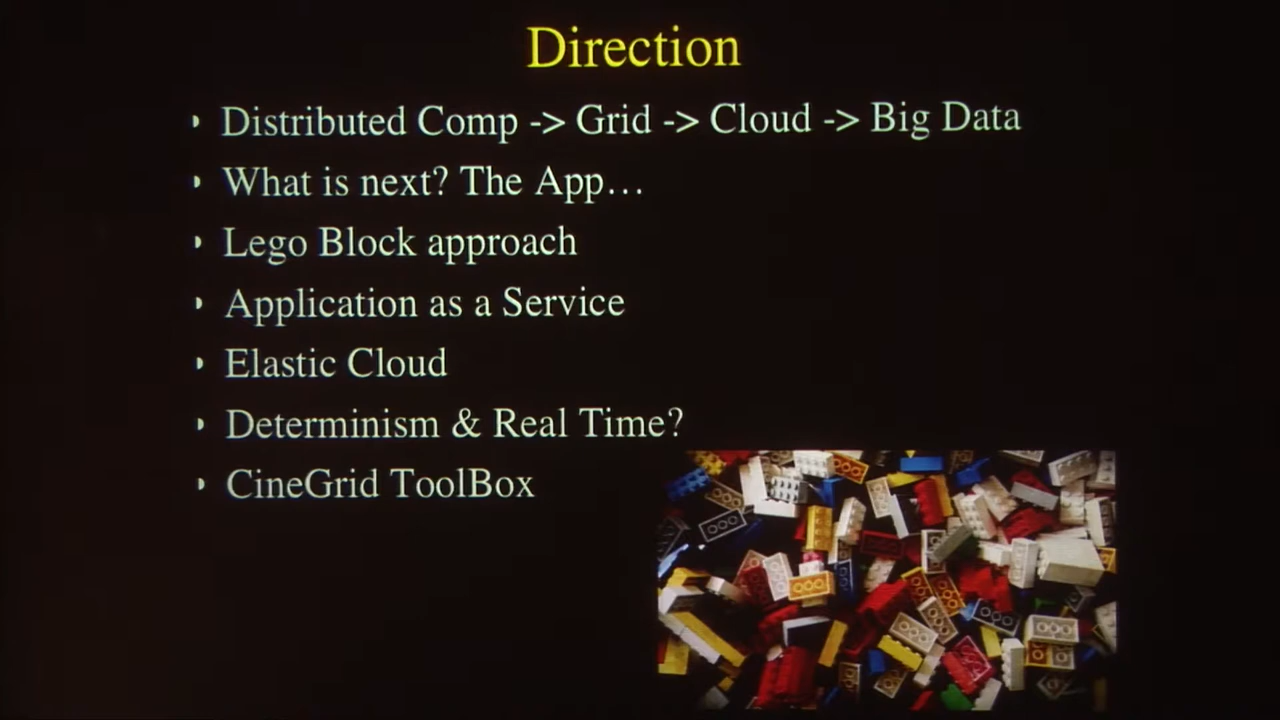 Direction
Distributed Comp -> Grid -> Cloud -> Big Data
What is next? The App…
Lego Block approach
Application as a Service
Elastic Cloud
Determinism & Real Time?
CineGrid ToolBox